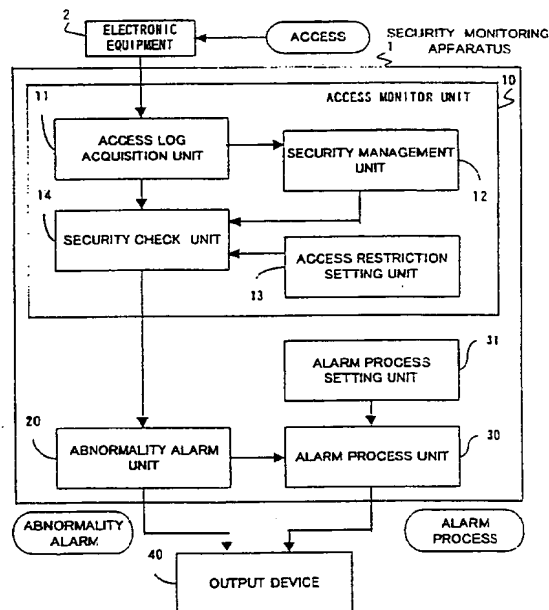 2
ELECTRONIC
EQUIPMENT
ACCESS
SECURITY MONITORING
APPARATUS
1
10
ACCESS MONITOR UNIT
11
ACCESS LOG
ACQUISITION UNIT
SECURITY MANAGEMENT
UNIT
12
14
SECURITY CHECK UNIT
ACCESS RESTRICTION
SETTING UNIT
13
31
ALARM PROCESS
SETTING UNIT
20
ABNORMALITY ALARM
UNIT
ALARM PROCESS UNIT
30
ABNORMALITY
ALARM
ALARM
PROCESS
40
OUTPUT DEVICE